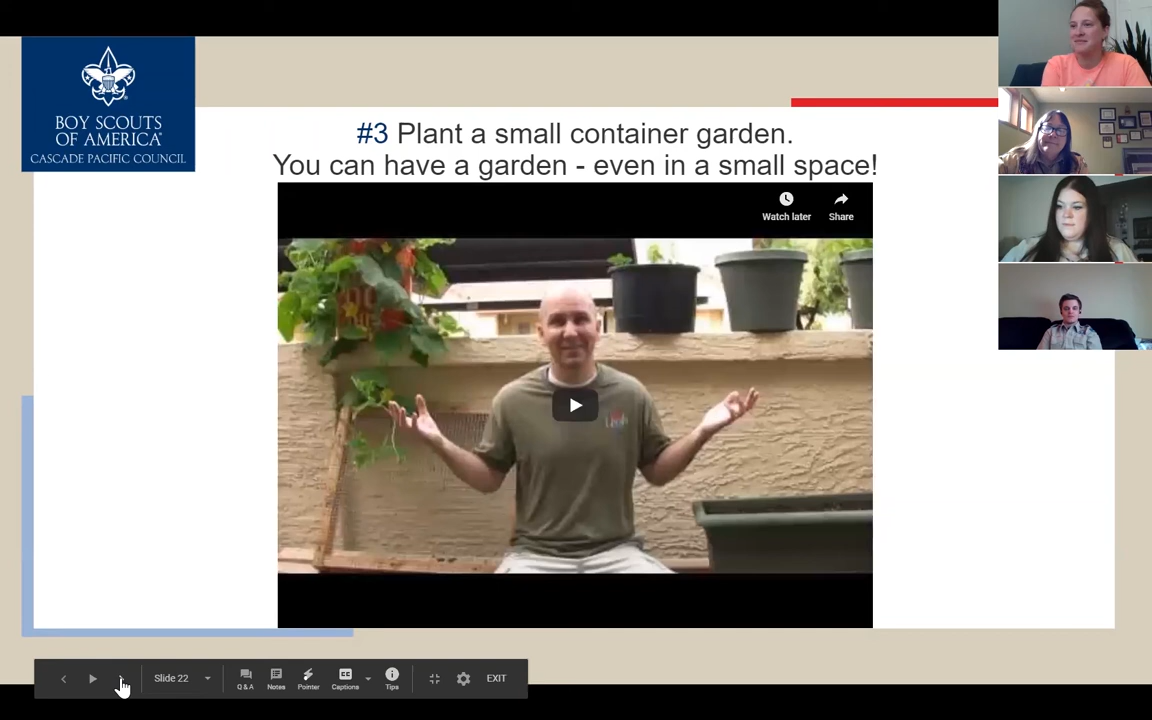 BOY SCOUTS
OF AMERICA®
CASCADE PACIFIC COUNCIL
#3 Plant a small container garden.
You can have a garden - even in a small space!
Watch later
Share
Slide 22
Q & A
Notes
Pointer
CC
Captions
Tips
EXIT